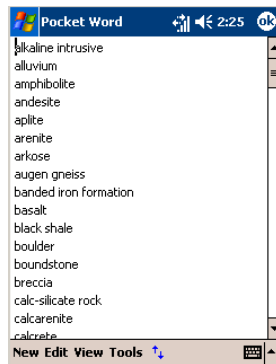 Pocket Word 2:25 ok
alkaline intrusive
alluvium
amphibolite
andesite
aplite
arenite
arkose
augen gneiss
banded iron formation
basalt
black shale
boulder
boundstone
breccia
calc-silicate rock
calcarenite
calcrete
New Edit View Tools